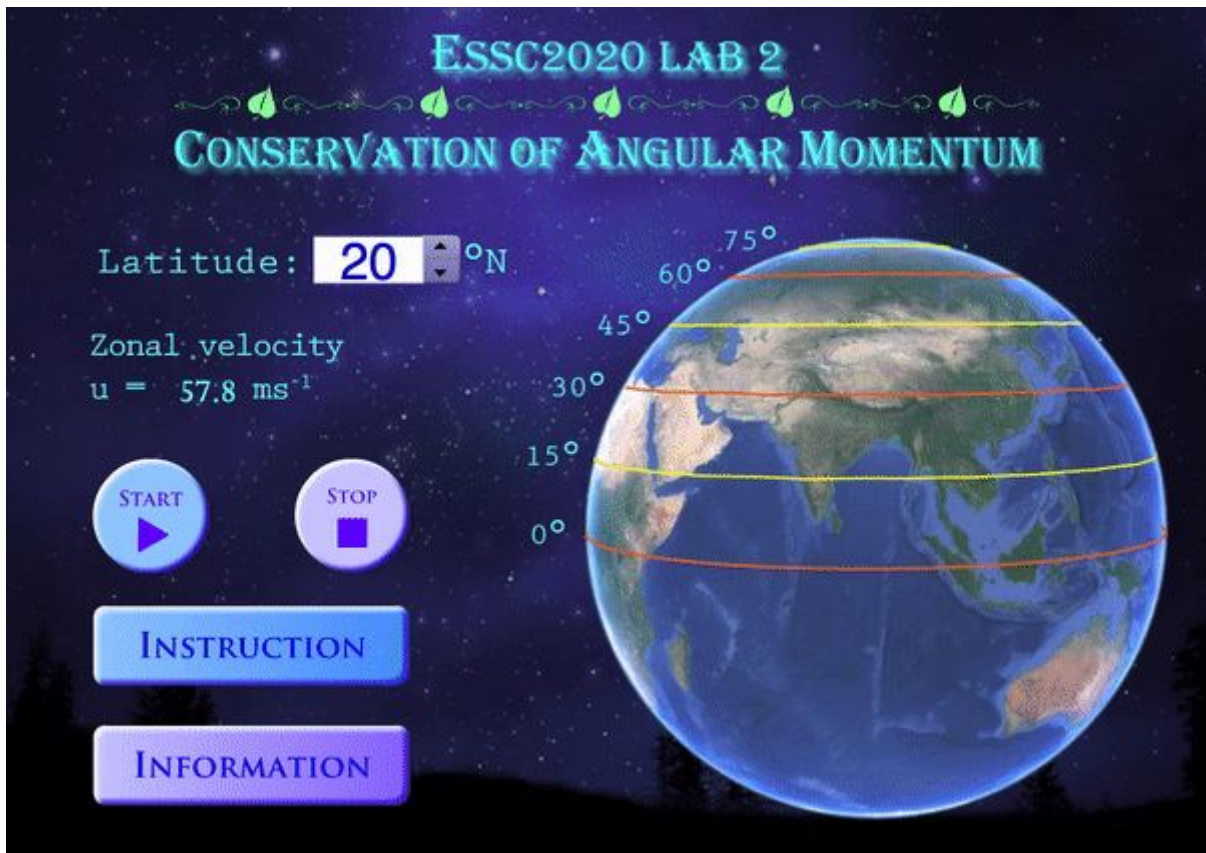 ESSC2020 LAB 2
CONSERVATION OF ANGULAR MOMENTUM
Latitude: 20 °N
Zonal velocity
u = 57.8 ms⁻¹
START
STOP
INSTRUCTION
INFORMATION
75°
60°
45°
30°
15°
0°